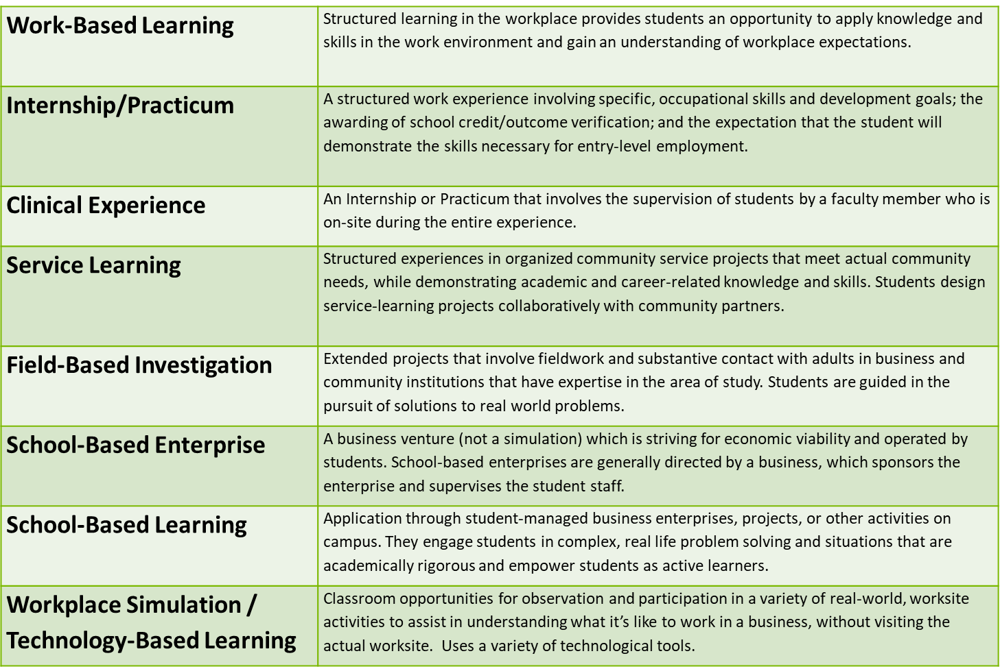 Work-Based Learning
Structured learning in the workplace provides students an opportunity to apply knowledge and
skills in the work environment and gain an understanding of workplace expectations.
Internship/Practicum
A structured work experience involving specific, occupational skills and development goals; the
awarding of school credit/outcome verification; and the expectation that the student will
demonstrate the skills necessary for entry-level employment.
Clinical Experience
An Internship or Practicum that involves the supervision of students by a faculty member who is
on-site during the entire experience.
Service Learning
Structured experiences in organized community service projects that meet actual community
needs, while demonstrating academic and career-related knowledge and skills. Students design
service-learning projects collaboratively with community partners.
Field-Based Investigation
Extended projects that involve fieldwork and substantive contact with adults in business and
community institutions that have expertise in the area of study. Students are guided in the
pursuit of solutions to real world problems.
School-Based Enterprise
A business venture (not a simulation) which is striving for economic viability and operated by
students. School-based enterprises are generally directed by a business, which sponsors the
enterprise and supervises the student staff.
School-Based Learning
Application through student-managed business enterprises, projects, or other activities on
campus. They engage students in complex, real life problem solving and situations that are
academically rigorous and empower students as active learners.
Workplace Simulation /
Technology-Based Learning
Classroom opportunities for observation and participation in a variety of real-world, worksite
activities to assist in understanding what it’s like to work in a business, without visiting the
actual worksite.  Uses a variety of technological tools.